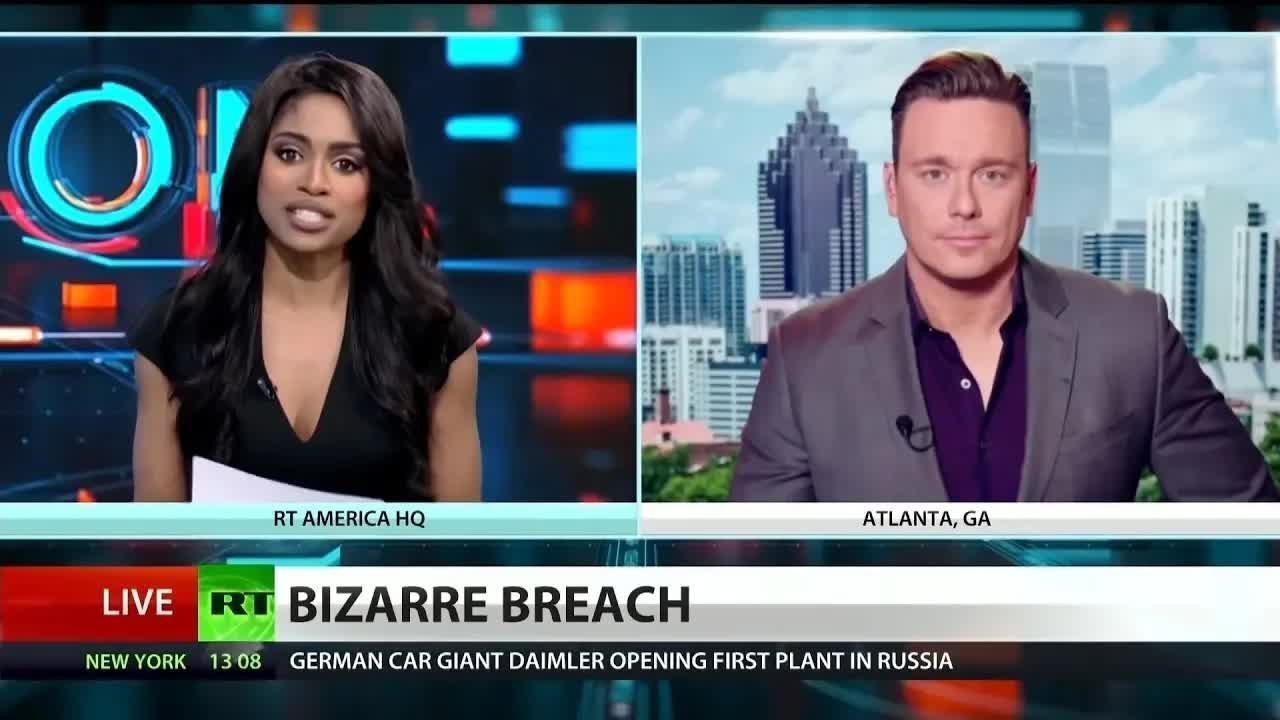 ON
RT AMERICA HQ
ATLANTA, GA
LIVE RT BIZARRE BREACH
NEW YORK 13 08 GERMAN CAR GIANT DAIMLER OPENING FIRST PLANT IN RUSSIA